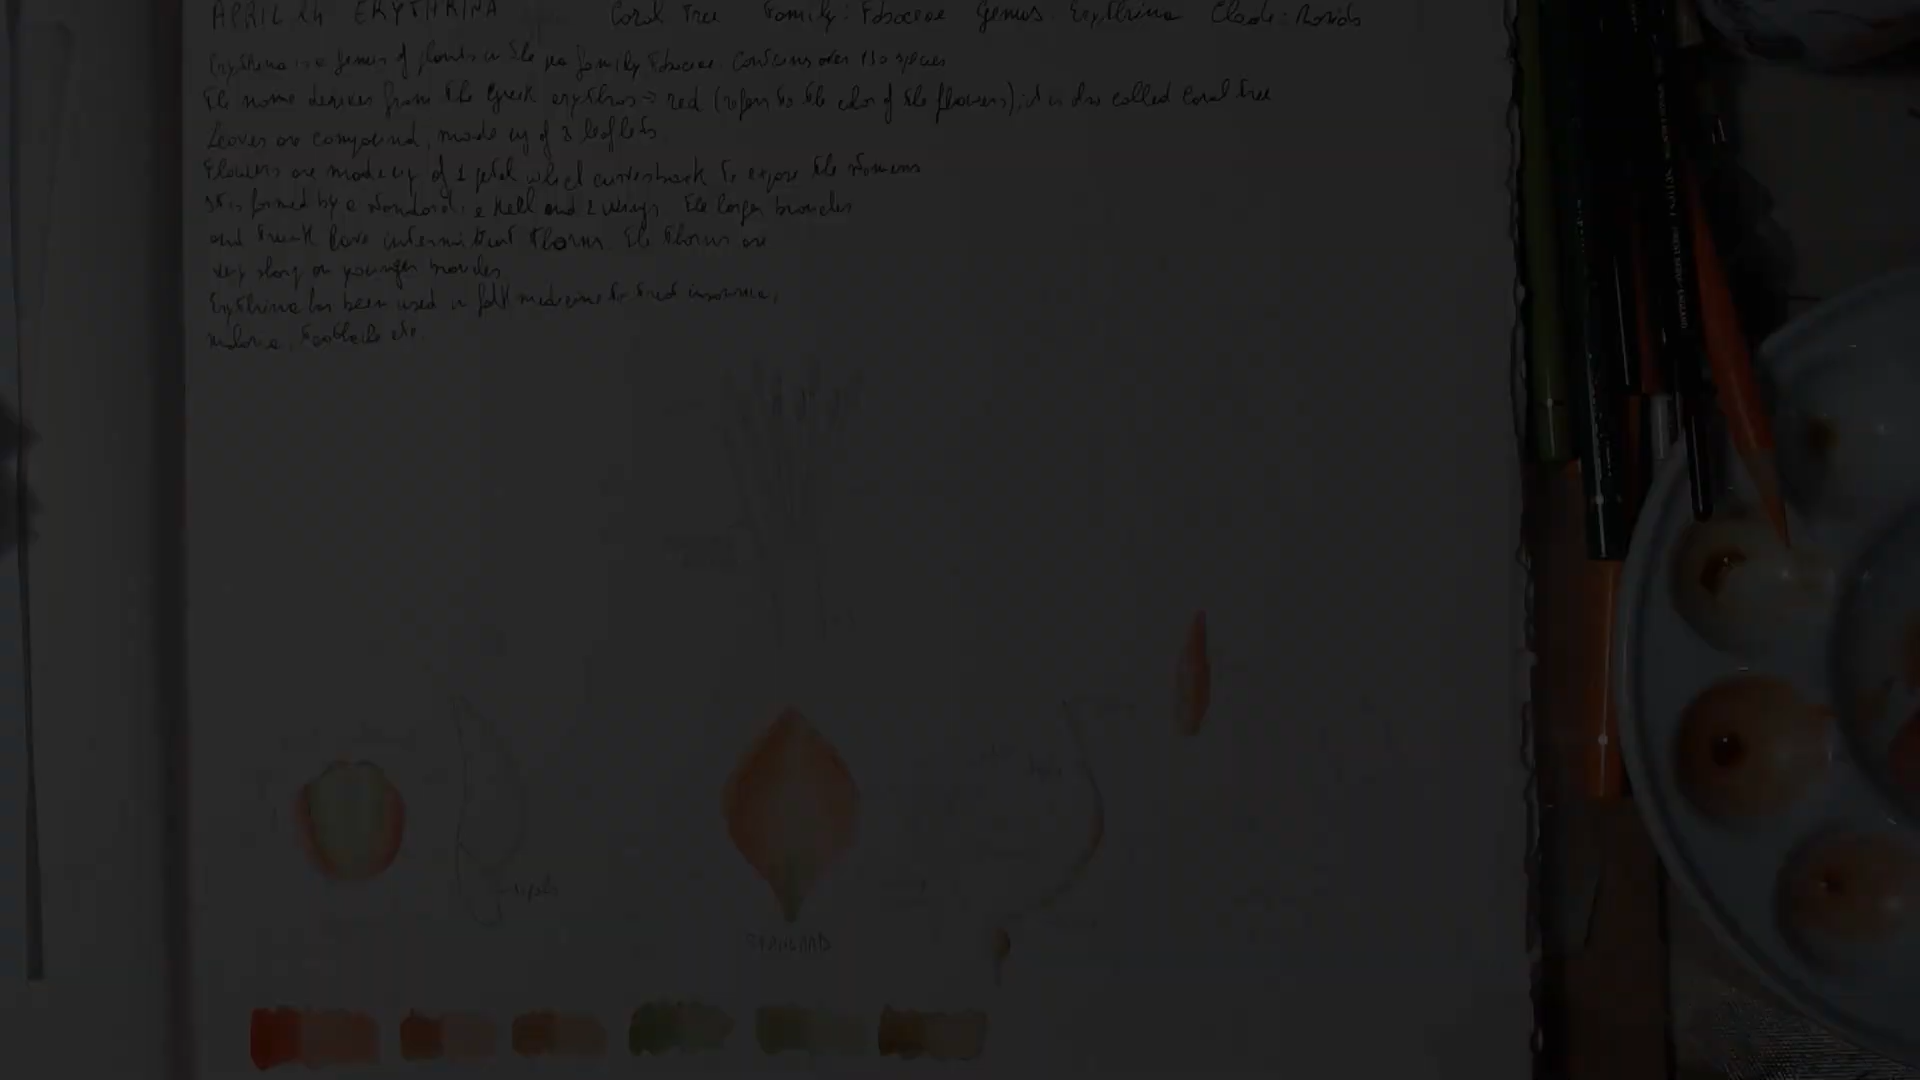 APRIL 24 ERYTHRINA Coral Tree Family: Fabaceae Genus: Erythrina Clade: Rosids
Erythrina is a genus of plants in the pea family Fabaceae. Contains over 130 species
The name derives from the Greek erythros → red (refers to the color of the flowers), it is also called coral tree
Leaves are compound, made up of 3 leaflets
Flowers are made up of 1 petal which curves back to expose the stamens
It is formed by a standard, a keel and 2 wings. The larger branches
and trunk have intermittent thorns. The thorns are
very sharp on younger branches
Erythrina has been used in folk medicine to treat insomnia,
malaria, toothache etc.
STANDARD